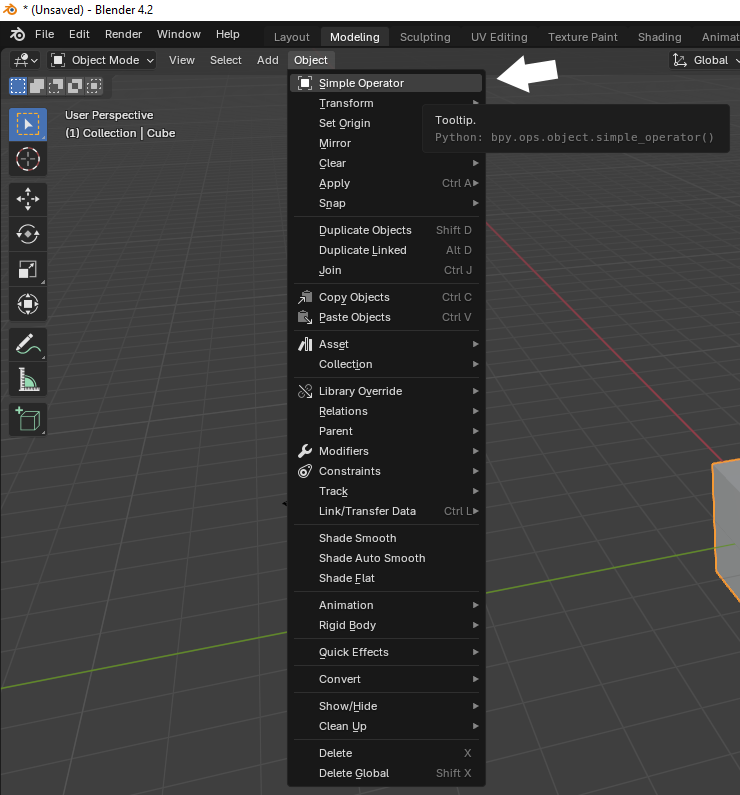 * (Unsaved) - Blender 4.2
File Edit Render Window Help Layout Modeling Sculpting UV Editing Texture Paint Shading Animat
Object Mode View Select Add Object Global
User Perspective
(1) Collection | Cube
Simple Operator
Tooltip.
Python: bpy.ops.object.simple_operator()
Transform
Set Origin
Mirror
Clear
Apply Ctrl A
Snap
Duplicate Objects Shift D
Duplicate Linked Alt D
Join Ctrl J
Copy Objects Ctrl C
Paste Objects Ctrl V
Asset
Collection
Library Override
Relations
Parent
Modifiers
Constraints
Track
Link/Transfer Data Ctrl L
Shade Smooth
Shade Auto Smooth
Shade Flat
Animation
Rigid Body
Quick Effects
Convert
Show/Hide
Clean Up
Delete X
Delete Global Shift X